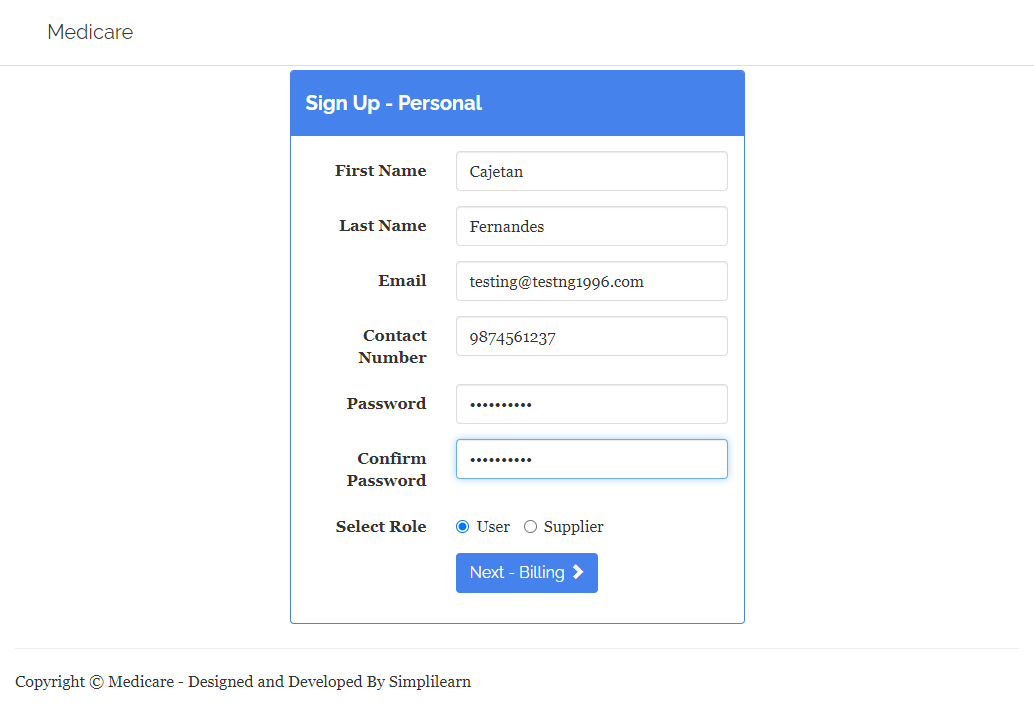 Medicare
Sign Up - Personal
First Name Cajetan
Last Name Fernandes
Email testing@testng1996.com
Contact Number 9874561237
Password ••••••••••
Confirm Password ••••••••••
Select Role User Supplier
Next - Billing
Copyright © Medicare - Designed and Developed By Simplilearn